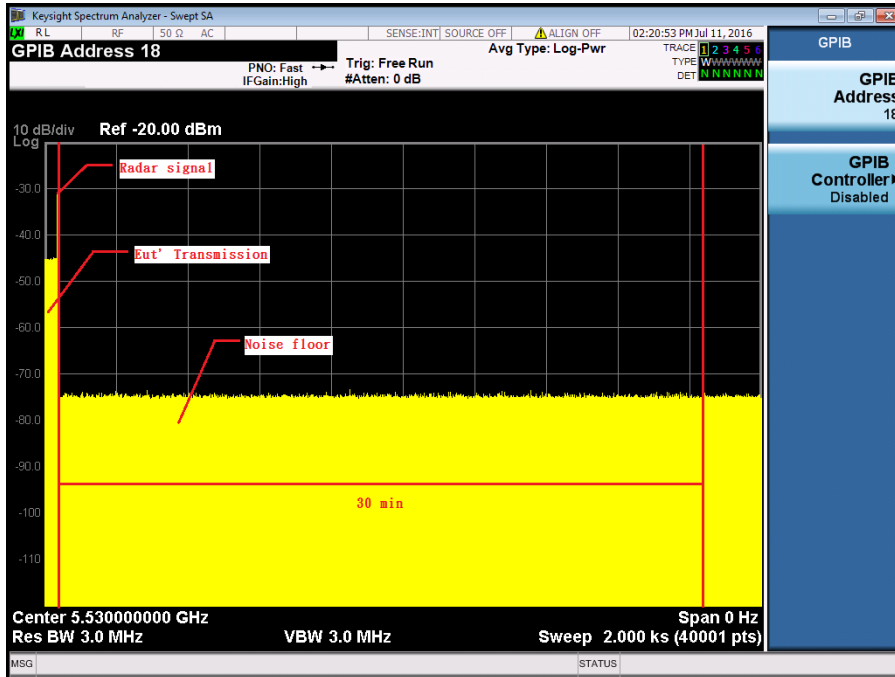 Keysight Spectrum Analyzer - Swept SA
LXI RL RF 50 Ω AC SENSE:INT SOURCE OFF ⚠ALIGN OFF 02:20:53 PM Jul 11, 2016
GPIB Address 18
Avg Type: Log-Pwr
TRACE 1 2 3 4 5 6
TYPE WWWWWW
DET N N N N N N
PNO: Fast
IFGain:High
Trig: Free Run
#Atten: 0 dB
GPIB
GPIB
Address
18
GPIB
Controller
Disabled
10 dB/div Ref -20.00 dBm
Log
Radar signal
-30.0
-40.0
Eut' Transmission
-50.0
-60.0
Noise floor
-70.0
-80.0
-90.0
30 min
-100
-110
Center 5.530000000 GHz Span 0 Hz
Res BW 3.0 MHz VBW 3.0 MHz Sweep 2.000 ks (40001 pts)
MSG STATUS